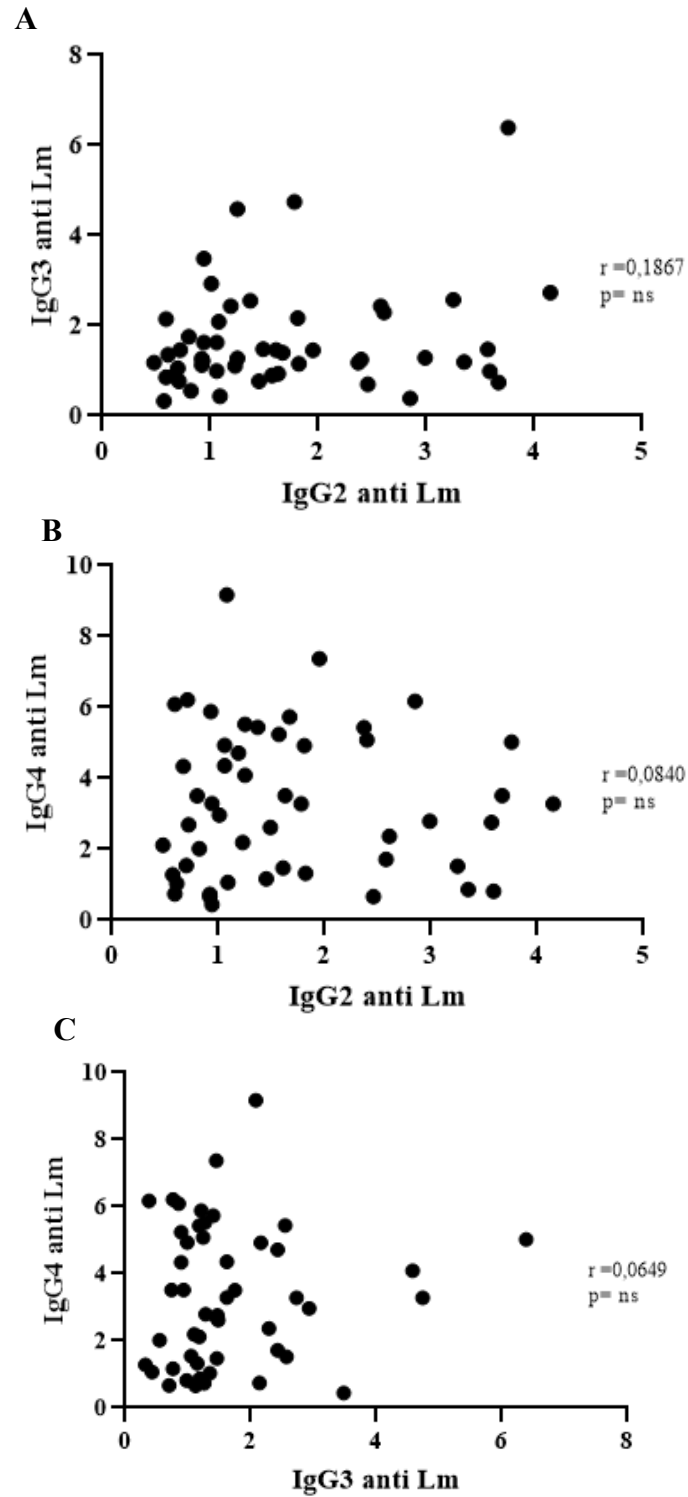 A
8
6
4
2
0
IgG3 anti Lm
r =0,1867
p= ns
0 1 2 3 4 5
IgG2 anti Lm
B
10
8
6
4
2
0
IgG4 anti Lm
r =0,0840
p= ns
0 1 2 3 4 5
IgG2 anti Lm
C
10
8
6
4
2
0
IgG4 anti Lm
r =0,0649
p= ns
0 2 4 6 8
IgG3 anti Lm